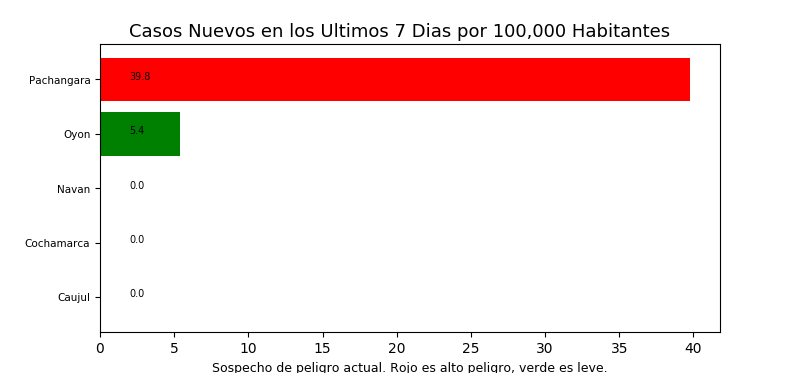 Casos Nuevos en los Ultimos 7 Dias por 100,000 Habitantes
Pachangara 39.8
Oyon 5.4
Navan 0.0
Cochamarca 0.0
Caujul 0.0
0 5 10 15 20 25 30 35 40
Sospecho de peligro actual. Rojo es alto peligro, verde es leve.